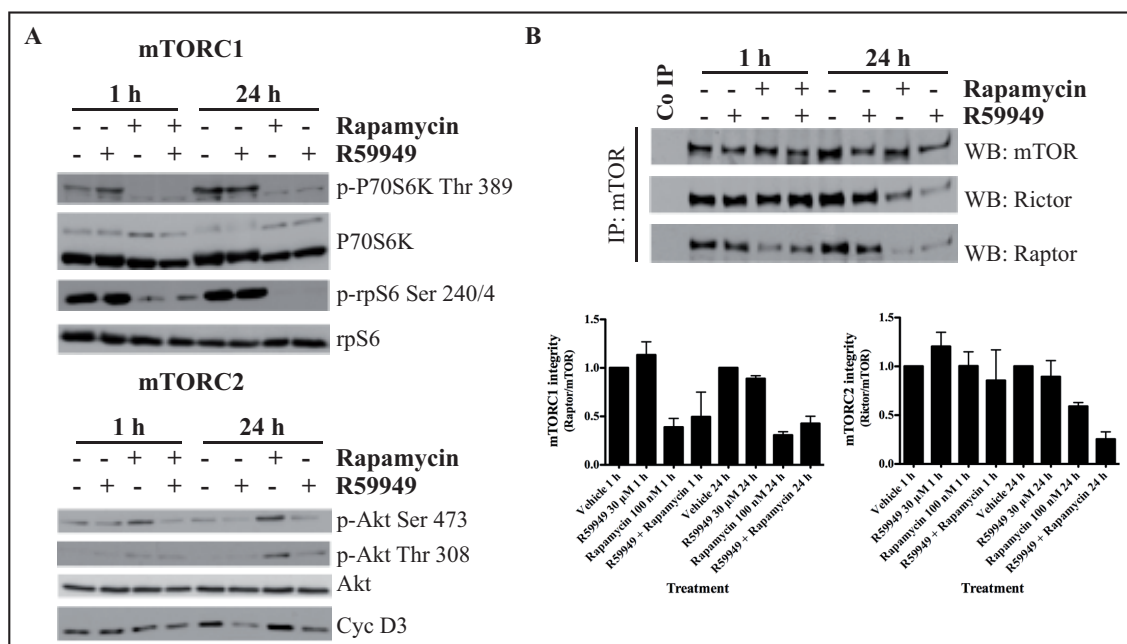 A
mTORC1
1 h 24 h
- - + + - - + + Rapamycin
- + - + - + - + R59949
p-P70S6K Thr 389
P70S6K
p-rpS6 Ser 240/4
rpS6
mTORC2
1 h 24 h
- - + + - - + - Rapamycin
- + - + - + - + R59949
p-Akt Ser 473
p-Akt Thr 308
Akt
Cyc D3
B
Co IP
1 h 24 h
- - + + - - + - Rapamycin
- + - + - + - + R59949
IP: mTOR
WB: mTOR
WB: Rictor
WB: Raptor
mTORC1 integrity
(Raptor/mTOR)
1.5
1.0
0.5
0.0
Vehicle 1 h
R59949 30 µM 1 h
Rapamycin 100 nM 1 h
R59949 + Rapamycin 1 h
Vehicle 24 h
R59949 30 µM 24 h
Rapamycin 100 nM 24 h
R59949 + Rapamycin 24 h
Treatment
mTORC2 integrity
(Rictor/mTOR)
1.5
1.0
0.5
0.0
Vehicle 1 h
R59949 30 µM 1 h
Rapamycin 100 nM 1 h
R59949 + Rapamycin 1 h
Vehicle 24 h
R59949 30 µM 24 h
Rapamycin 100 nM 24 h
R59949 + Rapamycin 24 h
Treatment